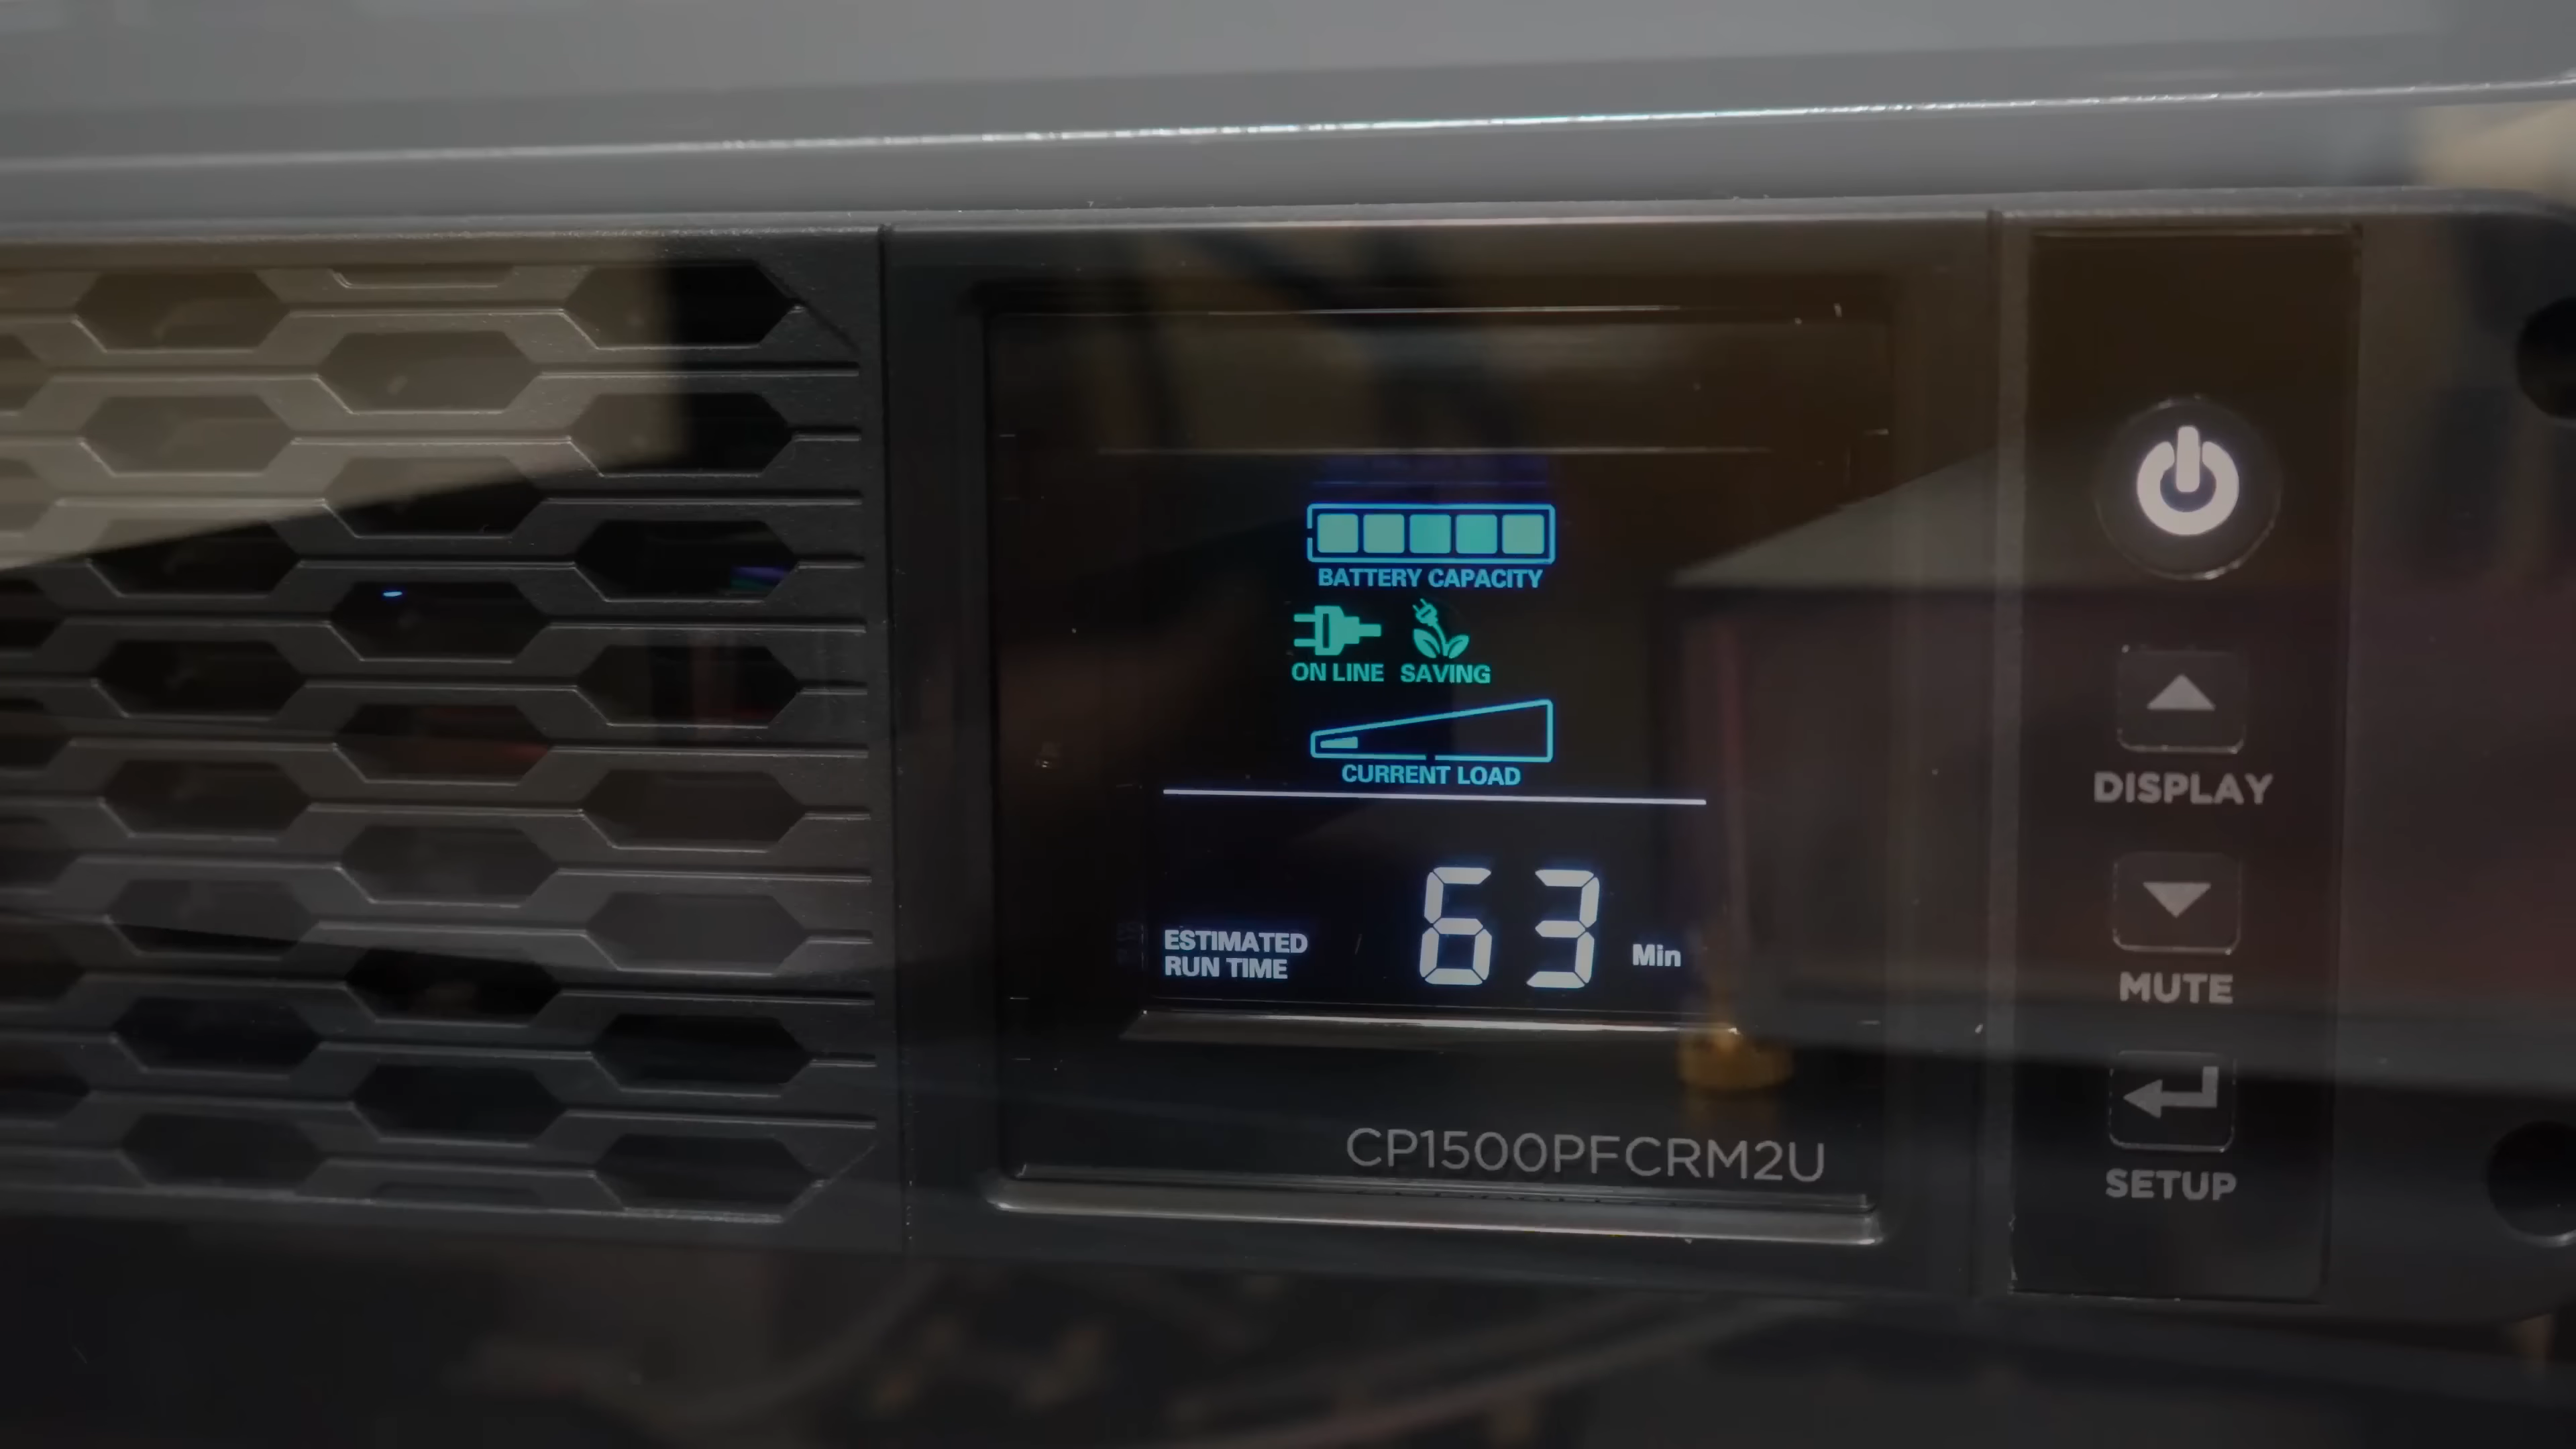 BATTERY CAPACITY
ON LINE SAVING
CURRENT LOAD
ESTIMATED
RUN TIME
63 Min
CP1500PFCRM2U
DISPLAY
MUTE
SETUP